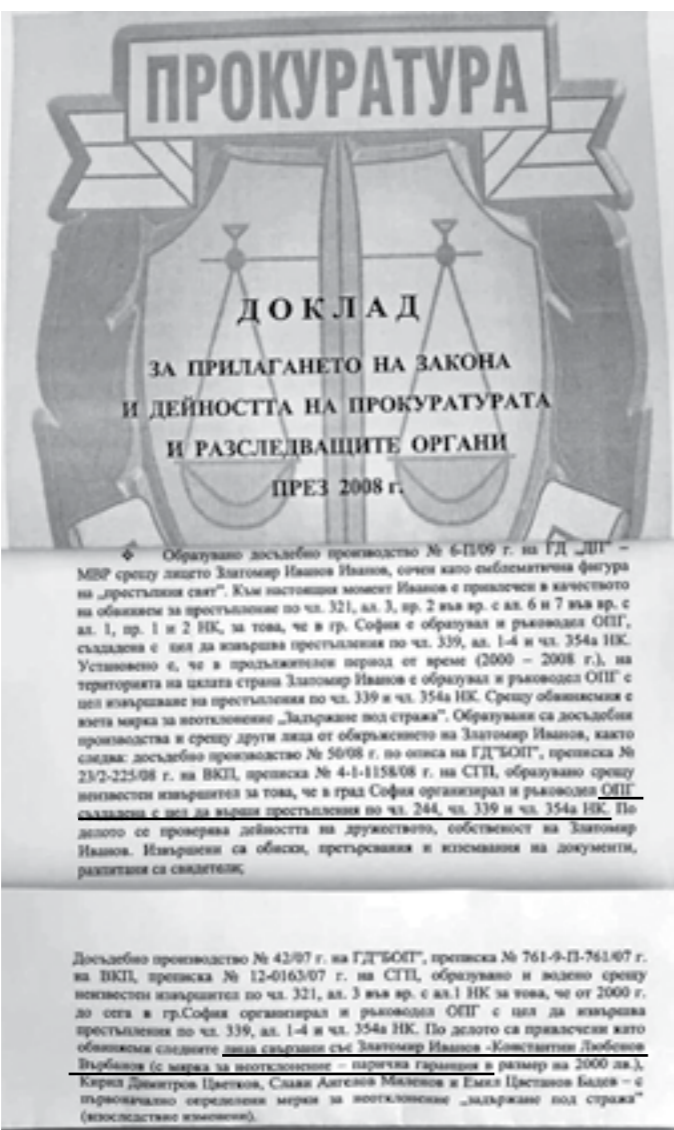 ПРОКУРАТУРА
ДОКЛАД
ЗА ПРИЛАГАНЕТО НА ЗАКОНА
И ДЕЙНОСТТА НА ПРОКУРАТУРАТА
И РАЗСЛЕДВАЩИТЕ ОРГАНИ
ПРЕЗ 2008 г.
❖ Образувано досъдебно производство № 6-П/09 г. на ГД „ДП" –
МВР срещу лицето Златомир Иванов Иванов, сочен като емблематична фигура
на „престъпния свят". Към настоящия момент Иванов е привлечен в качеството
на обвиняем за престъпление по чл. 321, ал. 3, пр. 2 във вр. с ал. 6 и 7 във вр. с
ал. 1, пр. 1 и 2 НК, за това, че в гр. София е образувал и ръководел ОПГ,
създадена с цел да извършва престъпления по чл. 339, ал. 1-4 и чл. 354а НК.
Установено е, че в продължителен период от време (2000 – 2008 г.), на
територията на цялата страна Златомир Иванов е образувал и ръководел ОПГ с
цел извършване на престъпления по чл. 339 и чл. 354а НК. Срещу обвиняемия е
взета мярка за неотклонение „Задържане под стража". Образувани са досъдебни
производства и срещу други лица от обкръжението на Златомир Иванов, както
следва: досъдебно производство № 50/08 г. по описа на ГД"БОП", преписка №
23/2-225/08 г. на ВКП, преписка № 4-1-1158/08 г. на СГП, образувано срещу
неизвестен извършител за това, че в град София организирал и ръководел ОПГ
създадена с цел да върши престъпления по чл. 244, чл. 339 и чл. 354а НК. По
делото се проверява дейността на дружеството, собственост на Златомир
Иванов. Извършени са обиски, претърсвания и изземвания на документи,
разпитани са свидетели;
Досъдебно производство № 42/07 г. на ГД"БОП", преписка № 761-9-П-761/07 г.
на ВКП, преписка № 12-0163/07 г. на СГП, образувано и водено срещу
неизвестен извършител по чл. 321, ал. 3 във вр. с ал.1 НК за това, че от 2000 г.
до сега в гр.София организирал и ръководел ОПГ с цел да извършва
престъпления по чл. 339, ал. 1-4 и чл. 354а НК. По делото са привлечени като
обвиняеми следните лица свързани със Златомир Иванов -Константин Любенов
Върбанов (с мярка за неотклонение – парична гаранция в размер на 2000 лв.),
Кирил Димитров Цветков, Слави Ангелов Миленов и Емил Цветанов Бадев – с
първоначално определени мерки за неотклонение „задържане под стража"
(впоследствие изменени).